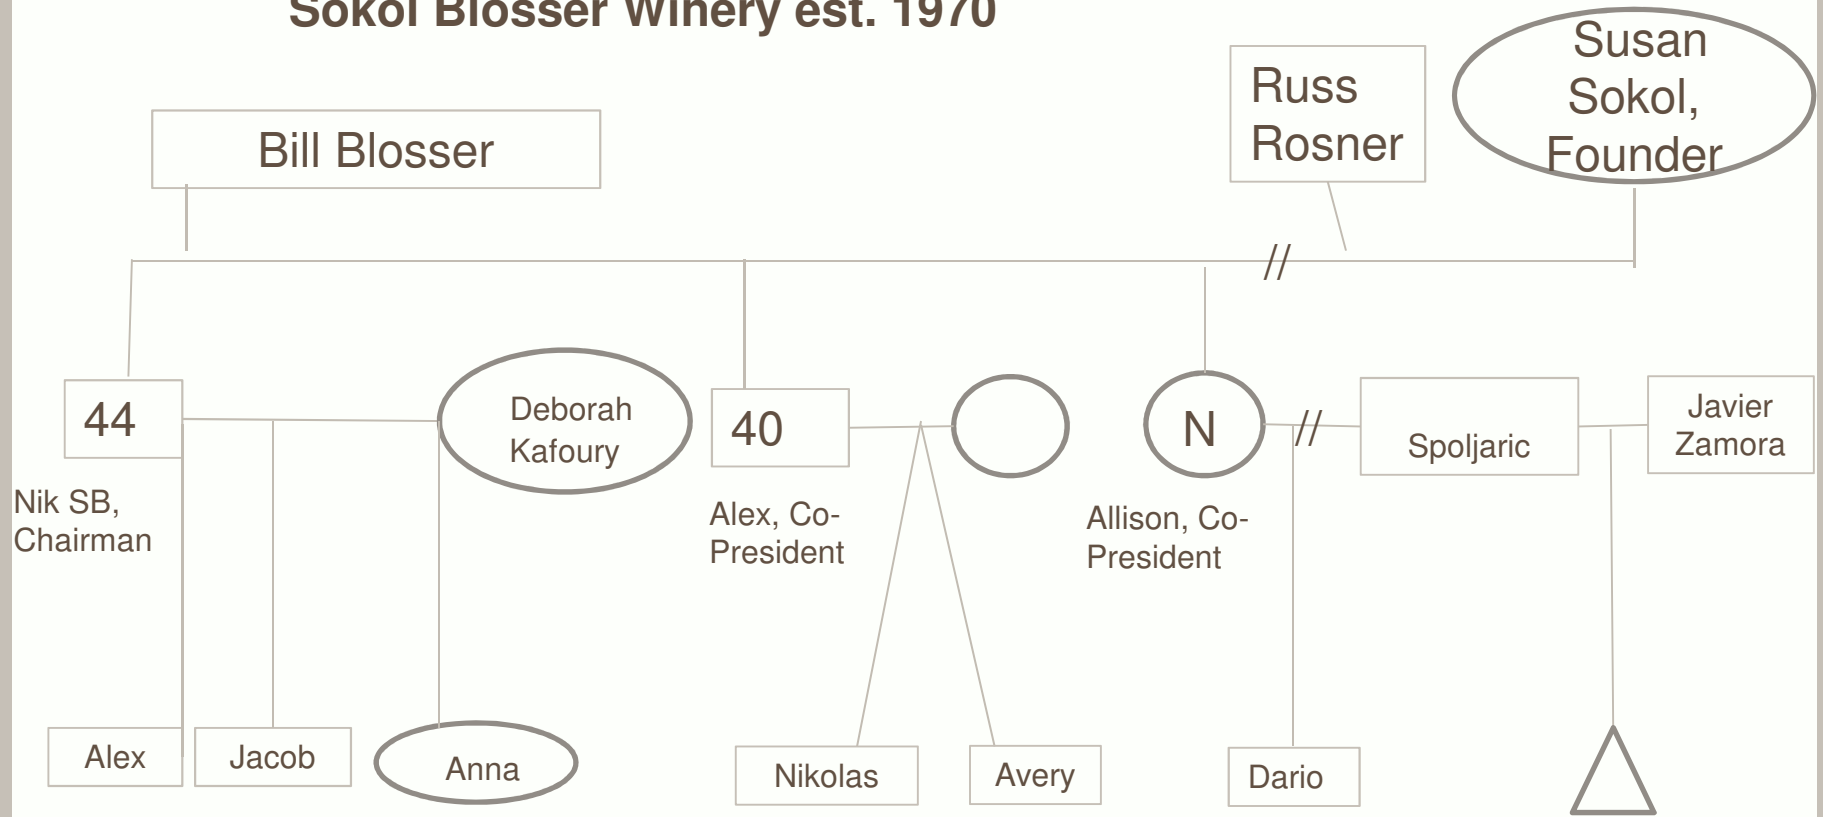 Sokol Blosser Winery est. 1970
Susan
Sokol,
Founder
Russ
Rosner
Bill Blosser
//
44
Deborah
Kafoury
40
N
//
Spoljaric
Javier
Zamora
Nik SB,
Chairman
Alex, Co-
President
Allison, Co-
President
Alex
Jacob
Anna
Nikolas
Avery
Dario